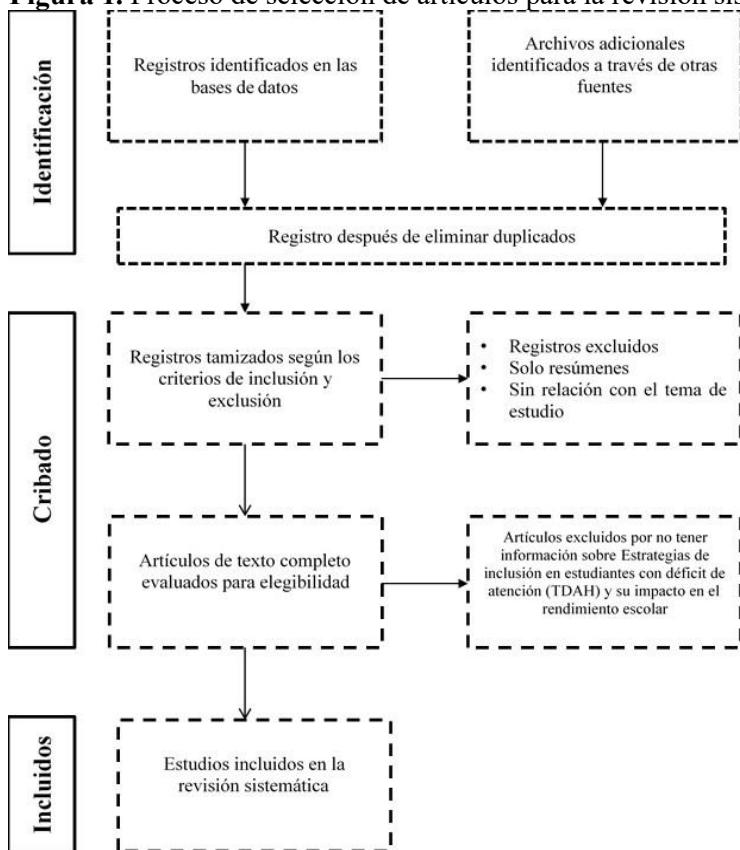 Figura 1. Proceso de selección de artículos para la revisión sis
Identificación
Registros identificados en las
bases de datos
Archivos adicionales
identificados a través de otras
fuentes
Registro después de eliminar duplicados
Cribado
Registros tamizados según los
criterios de inclusión y
exclusión
• Registros excluidos
• Solo resúmenes
• Sin relación con el tema de
estudio
Artículos de texto completo
evaluados para elegibilidad
Artículos excluidos por no tener
información sobre Estrategias de
inclusión en estudiantes con déficit de
atención (TDAH) y su impacto en el
rendimiento escolar
Incluidos
Estudios incluidos en la
revisión sistemática